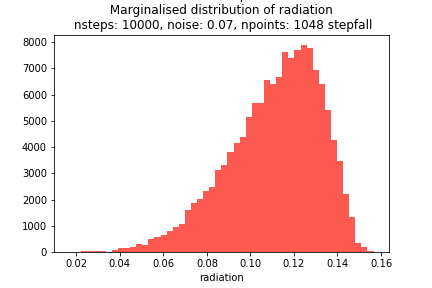 Marginalised distribution of radiation
nsteps: 10000, noise: 0.07, npoints: 1048 stepfall
8000
7000
6000
5000
4000
3000
2000
1000
0
0.02 0.04 0.06 0.08 0.10 0.12 0.14 0.16
radiation